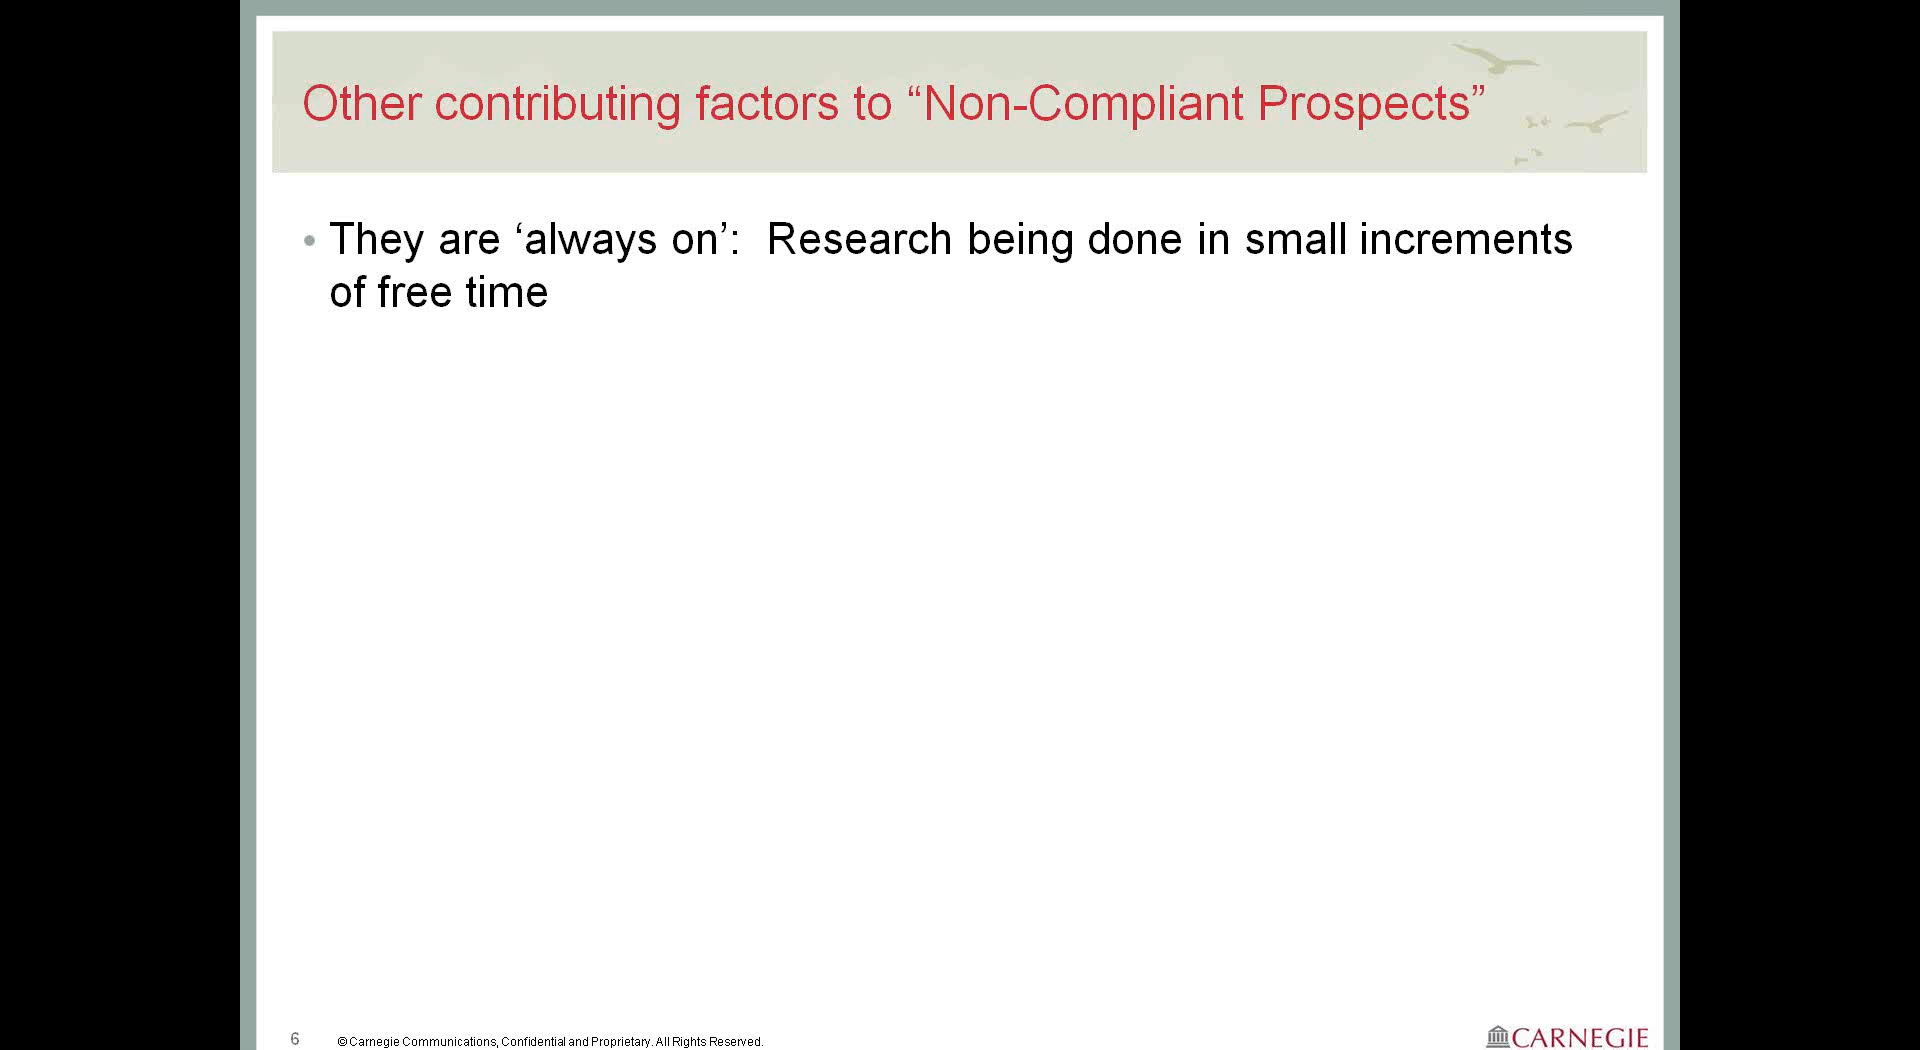 Other contributing factors to “Non-Compliant Prospects”
• They are ‘always on’:  Research being done in small increments
of free time
6
© Carnegie Communications, Confidential and Proprietary. All Rights Reserved.
CARNEGIE